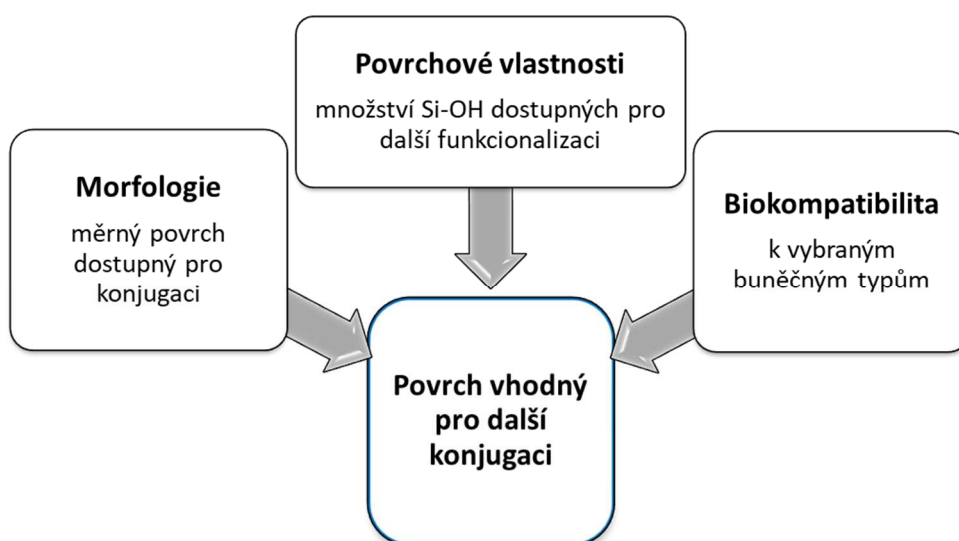 Povrchové vlastnosti
množství Si-OH dostupných pro
další funkcionalizaci
Morfologie
měrný povrch
dostupný pro
konjugaci
Biokompatibilita
k vybraným
buněčným typům
Povrch vhodný
pro další
konjugaci